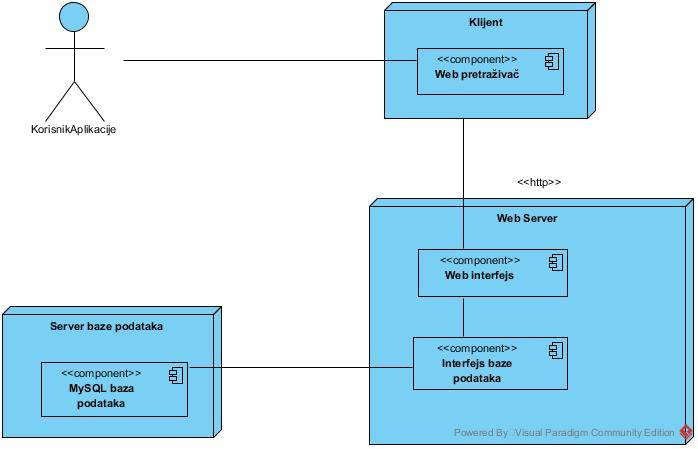 Klijent
<<component>>
Web pretraživač
KorisnikAplikacije
<<http>>
Web Server
<<component>>
Web interfejs
Server baze podataka
<<component>>
MySQL baza
podataka
<<component>>
Interfejs baze
podataka
Powered By Visual Paradigm Community Edition